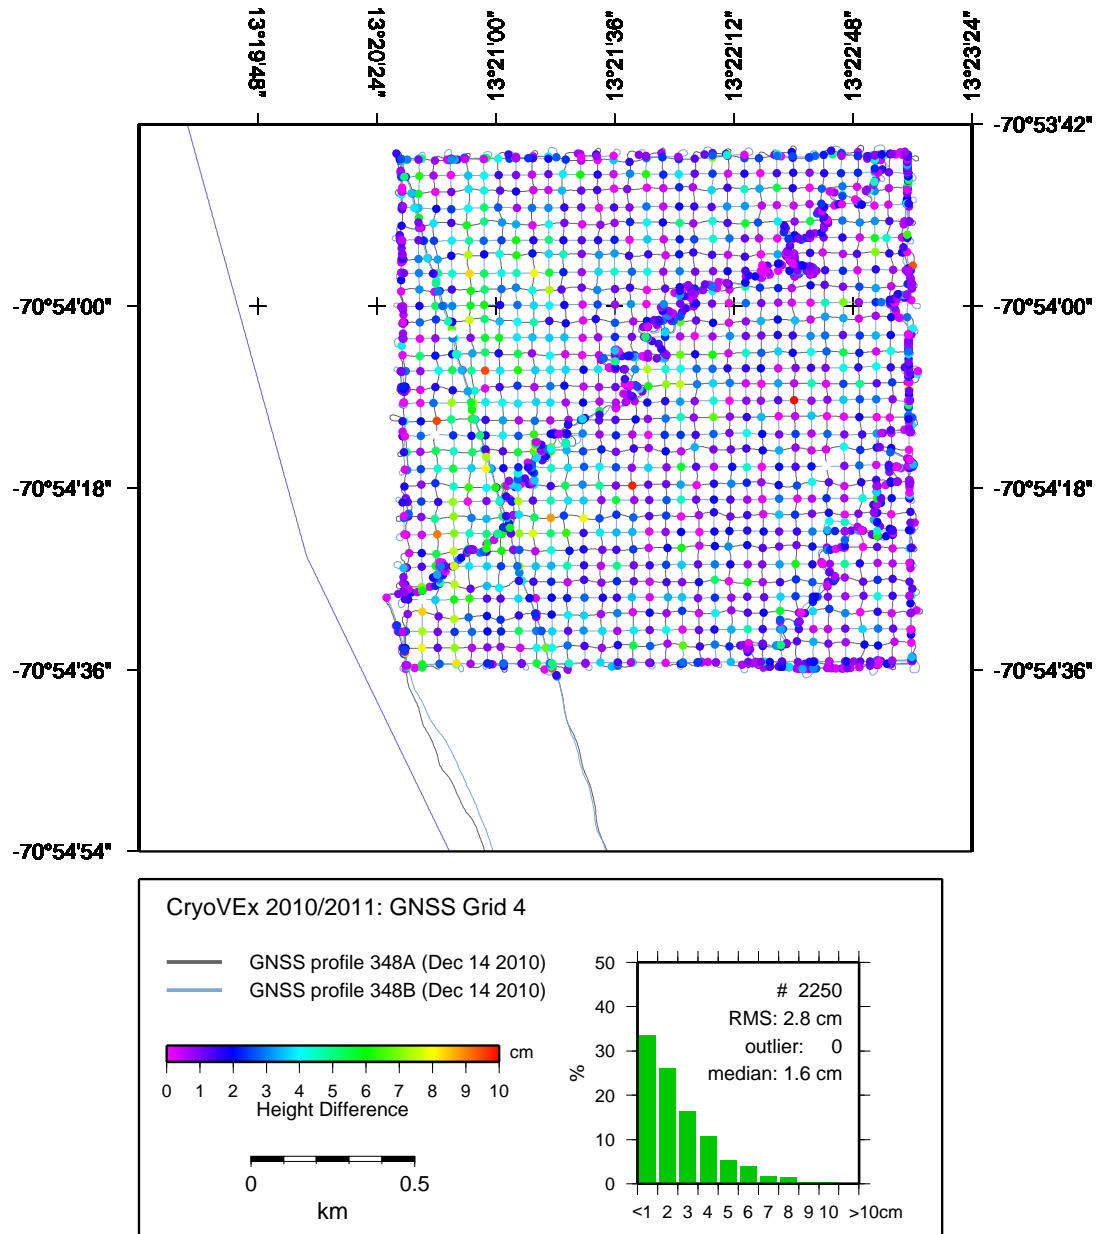 13°19'48"
13°20'24"
13°21'00"
13°21'36"
13°22'12"
13°22'48"
13°23'24"
-70°53'42"
-70°54'00" -70°54'00"
-70°54'18" -70°54'18"
-70°54'36" -70°54'36"
-70°54'54" -70°54'54"
CryoVEx 2010/2011: GNSS Grid 4
GNSS profile 348A (Dec 14 2010)
GNSS profile 348B (Dec 14 2010)
cm
0 1 2 3 4 5 6 7 8 9 10
Height Difference
0 0.5
km
50
40
30
20
10
0
%
# 2250
RMS: 2.8 cm
outlier: 0
median: 1.6 cm
<1 2 3 4 5 6 7 8 9 10 >10cm